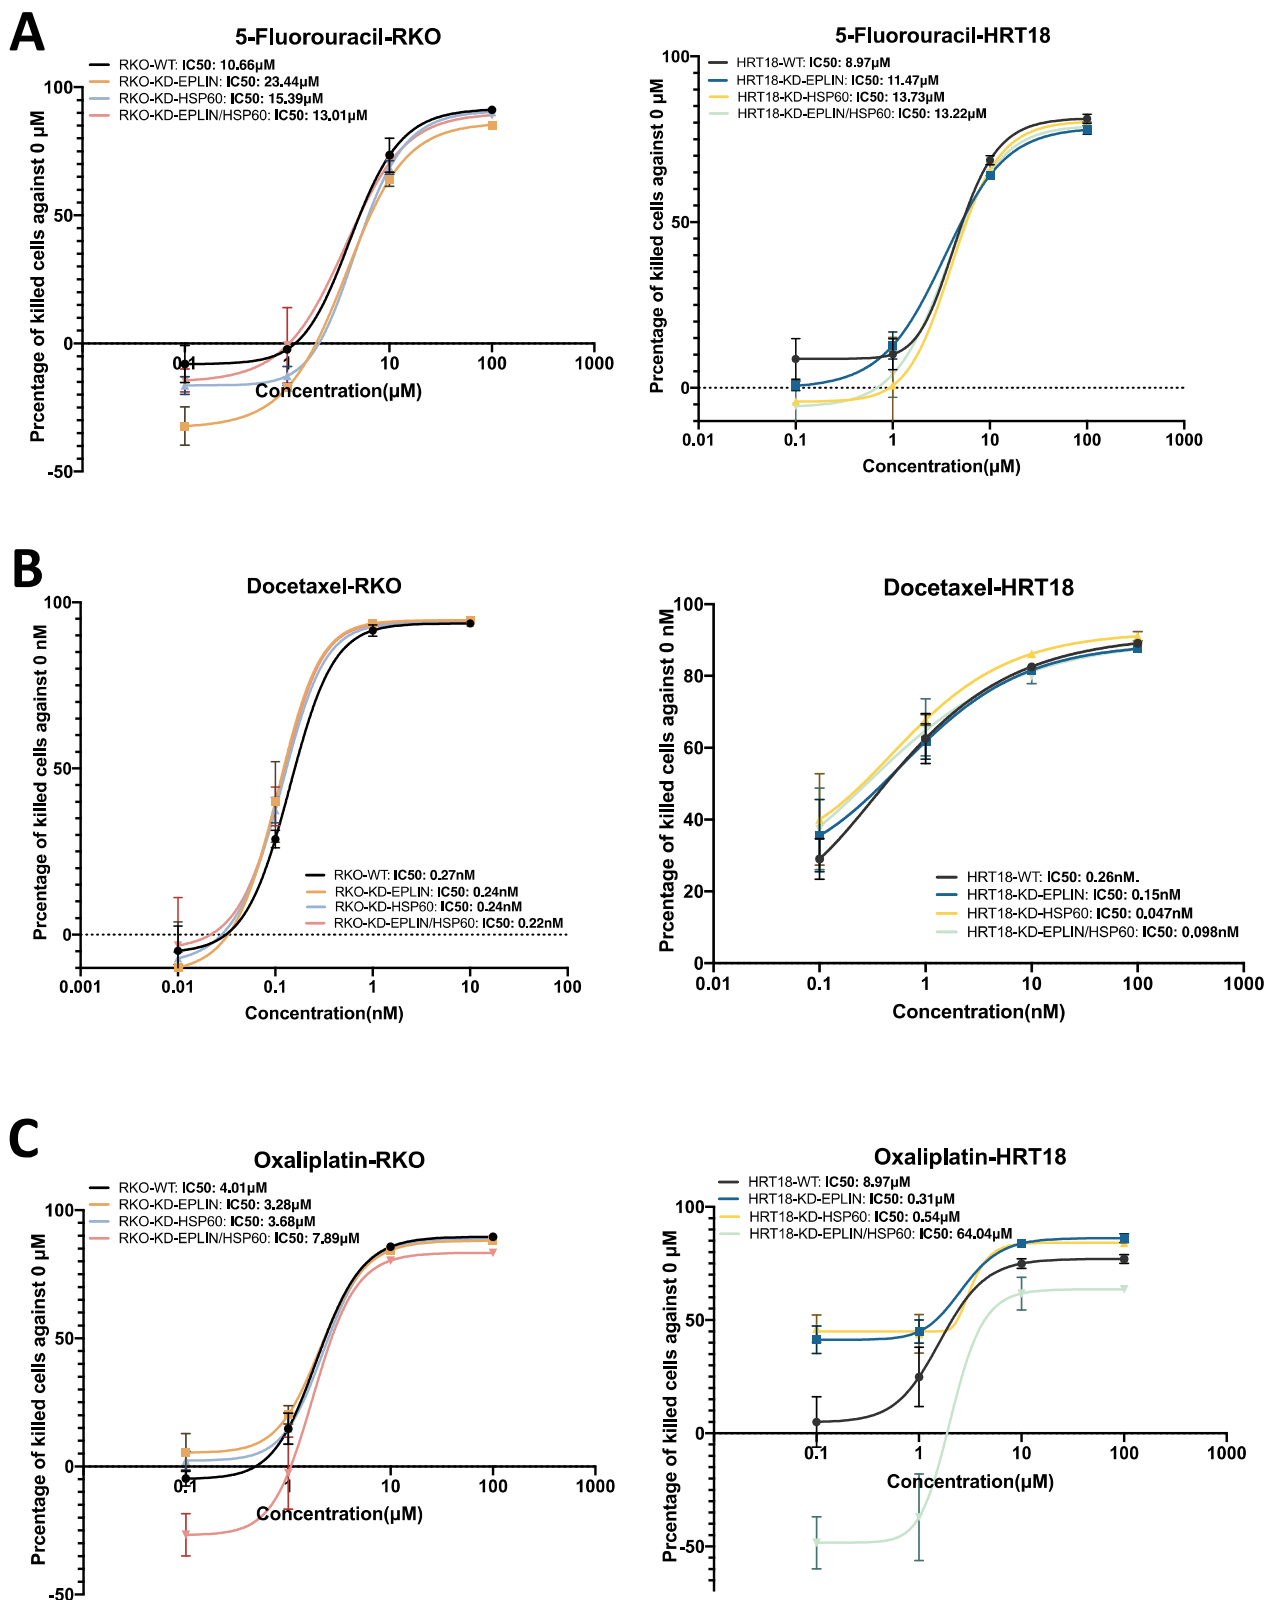 A
5-Fluorouracil-RKO
RKO-WT: IC50: 10.66µM
RKO-KD-EPLIN: IC50: 23.44µM
RKO-KD-HSP60: IC50: 15.39µM
RKO-KD-EPLIN/HSP60: IC50: 13.01µM
Prcentage of killed cells against 0 µM
100
50
0
-50
0.1
1
10
100
1000
Concentration(µM)
5-Fluorouracil-HRT18
HRT18-WT: IC50: 8.97µM
HRT18-KD-EPLIN: IC50: 11.47µM
HRT18-KD-HSP60: IC50: 13.73µM
HRT18-KD-EPLIN/HSP60: IC50: 13.22µM
Prcentage of killed cells against 0 µM
100
50
0
0.01
0.1
1
10
100
1000
Concentration(µM)
B
Docetaxel-RKO
Prcentage of killed cells against 0 nM
100
50
0
RKO-WT: IC50: 0.27nM
RKO-KD-EPLIN: IC50: 0.24nM
RKO-KD-HSP60: IC50: 0.24nM
RKO-KD-EPLIN/HSP60: IC50: 0.22nM
0.001
0.01
0.1
1
10
100
Concentration(nM)
Docetaxel-HRT18
Prcentage of killed cells against 0 nM
100
80
60
40
20
0
HRT18-WT: IC50: 0.26nM.
HRT18-KD-EPLIN: IC50: 0.15nM
HRT18-KD-HSP60: IC50: 0.047nM
HRT18-KD-EPLIN/HSP60: IC50: 0.098nM
0.01
0.1
1
10
100
1000
Concentration(nM)
C
Oxaliplatin-RKO
RKO-WT: IC50: 4.01µM
RKO-KD-EPLIN: IC50: 3.28µM
RKO-KD-HSP60: IC50: 3.68µM
RKO-KD-EPLIN/HSP60: IC50: 7.89µM
Prcentage of killed cells against 0 µM
100
50
0
-50
0.1
1
10
100
1000
Concentration(µM)
Oxaliplatin-HRT18
HRT18-WT: IC50: 8.97µM
HRT18-KD-EPLIN: IC50: 0.31µM
HRT18-KD-HSP60: IC50: 0.54µM
HRT18-KD-EPLIN/HSP60: IC50: 64.04µM
Prcentage of killed cells against 0 µM
100
50
0
-50
0.1
1
10
100
1000
Concentration(µM)